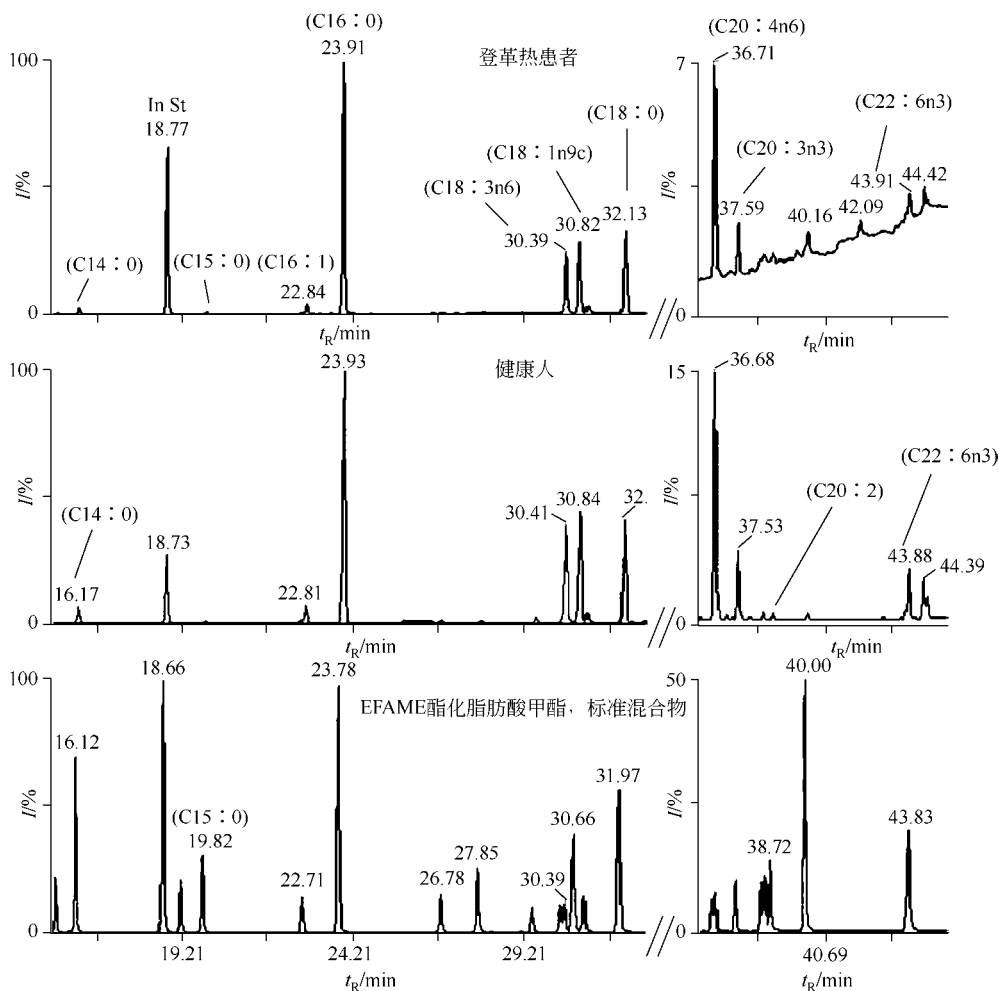 (C16∶0)
23.91
100
登革热患者
In St
18.77
(C18∶0)
(C18∶1n9c)
(C18∶3n6)
30.39
30.82
32.13
I/%
(C14∶0)
(C15∶0)
(C16∶1)
22.84
0
t_R/min
(C20∶4n6)
36.71
7
(C22∶6n3)
(C20∶3n3)
43.91
44.42
37.59
40.16
42.09
I/%
0
t_R/min
23.93
100
健康人
I/%
(C14∶0)
18.73
30.41
30.84
32.
16.17
22.81
0
t_R/min
36.68
15
(C22∶6n3)
(C20∶2)
I/%
37.53
43.88
44.39
0
t_R/min
18.66
23.78
100
EFAME酯化脂肪酸甲酯，标准混合物
16.12
31.97
I/%
(C15∶0)
19.82
30.66
27.85
22.71
26.78
30.39
0
19.21
24.21
29.21
t_R/min
40.00
50
I/%
38.72
43.83
0
40.69
t_R/min